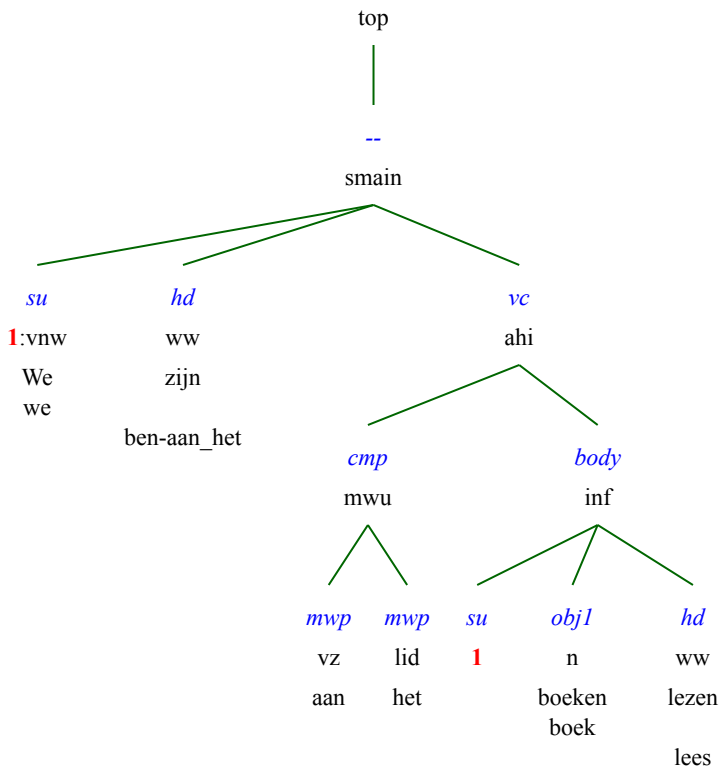 top
--
smain
su hd vc
1:vnw ww ahi
We zijn
we
ben-aan_het
cmp body
mwu inf
mwp mwp su obj1 hd
vz lid 1 n ww
aan het boeken lezen
boek
lees